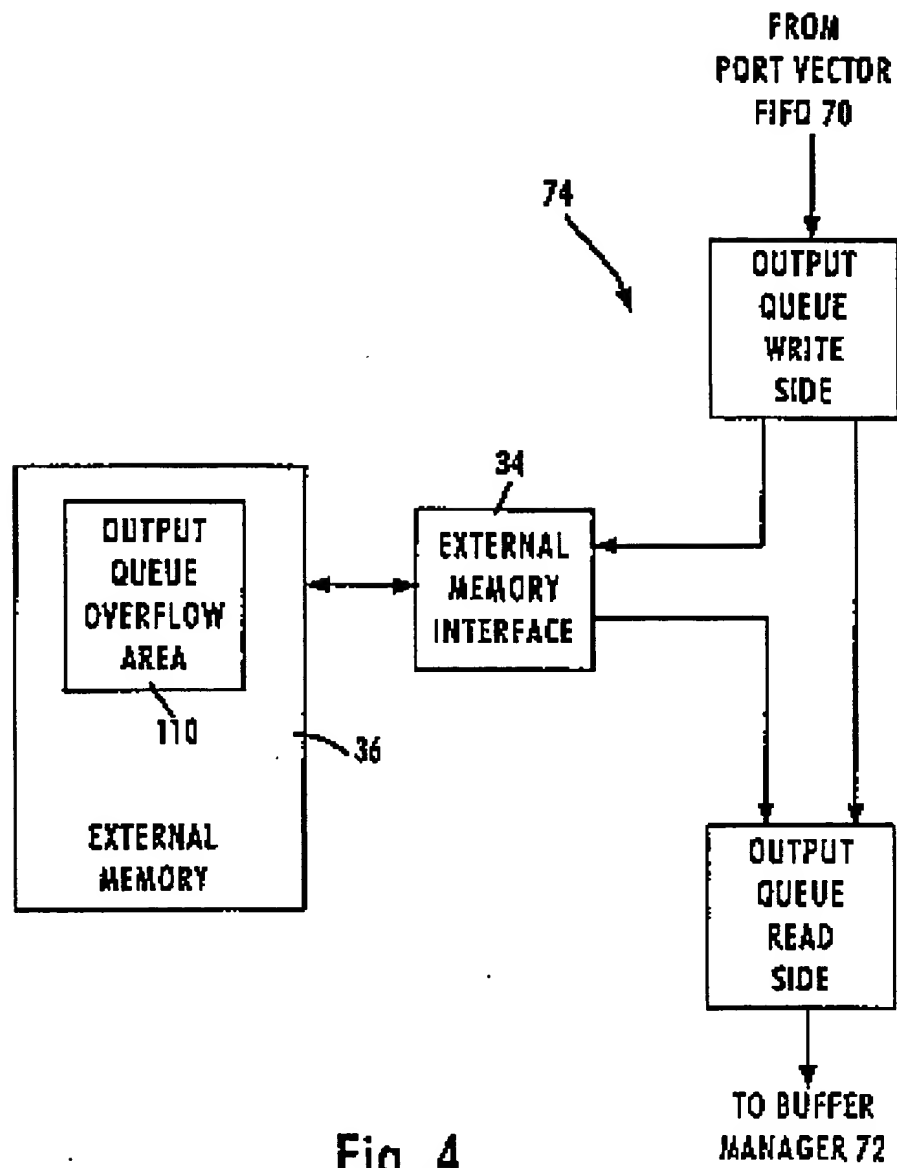 FROM
PORT VECTOR
FIFO 70
74
OUTPUT
QUEUE
WRITE
SIDE
34
EXTERNAL
MEMORY
INTERFACE
OUTPUT
QUEUE
OVERFLOW
AREA
110
36
EXTERNAL
MEMORY
OUTPUT
QUEUE
READ
SIDE
TO BUFFER
MANAGER 72
Fig. 4